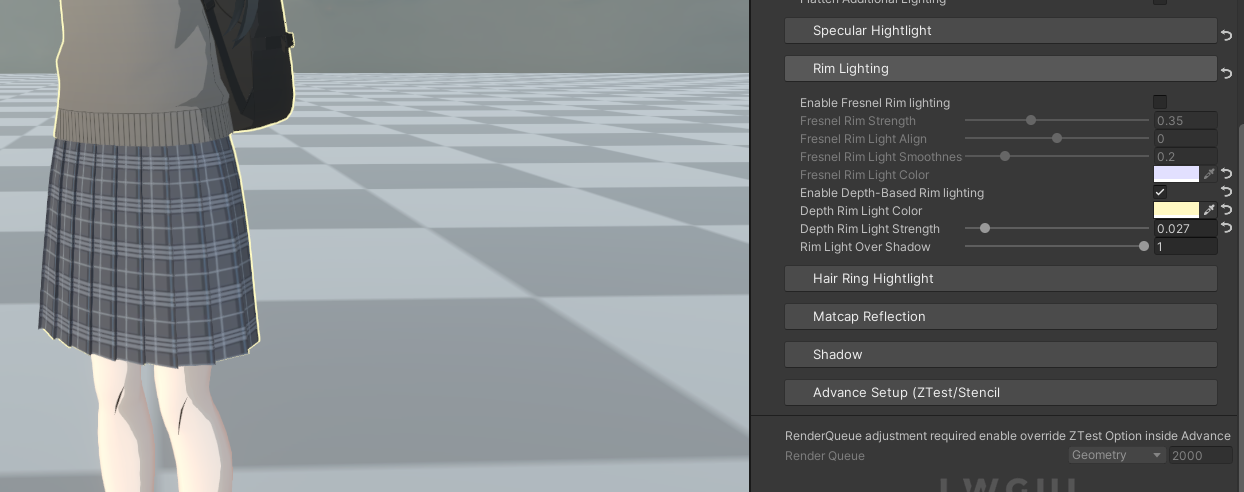 Flatten Additional Lighting
Specular Hightlight
Rim Lighting
Enable Fresnel Rim lighting
Fresnel Rim Strength 0.35
Fresnel Rim Light Align 0
Fresnel Rim Light Smoothnes 0.2
Fresnel Rim Light Color
Enable Depth-Based Rim lighting
Depth Rim Light Color
Depth Rim Light Strength 0.027
Rim Light Over Shadow 1
Hair Ring Hightlight
Matcap Reflection
Shadow
Advance Setup (ZTest/Stencil
RenderQueue adjustment required enable override ZTest Option inside Advance
Render Queue Geometry 2000
LWGUI